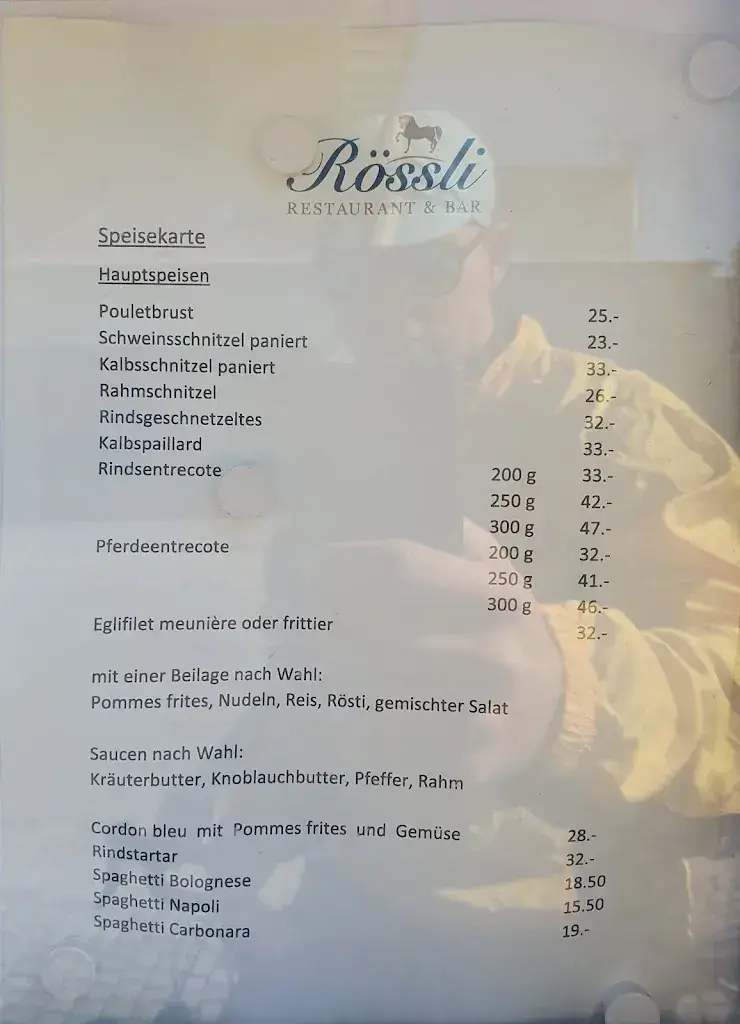 Rössli
RESTAURANT & BAR
Speisekarte
Hauptspeisen
Pouletbrust 25.-
Schweinsschnitzel paniert 23.-
Kalbsschnitzel paniert 33.-
Rahmschnitzel 26.-
Rindsgeschnetzeltes 32.-
Kalbspaillard 33.-
Rindsentrecote 200 g 33.-
250 g 42.-
300 g 47.-
Pferdeentrecote 200 g 32.-
250 g 41.-
300 g 46.-
Eglifilet meunière oder frittier 32.-
mit einer Beilage nach Wahl:
Pommes frites, Nudeln, Reis, Rösti, gemischter Salat
Saucen nach Wahl:
Kräuterbutter, Knoblauchbutter, Pfeffer, Rahm
Cordon bleu mit Pommes frites und Gemüse 28.-
Rindstartar 32.-
Spaghetti Bolognese 18.50
Spaghetti Napoli 15.50
Spaghetti Carbonara 19.-